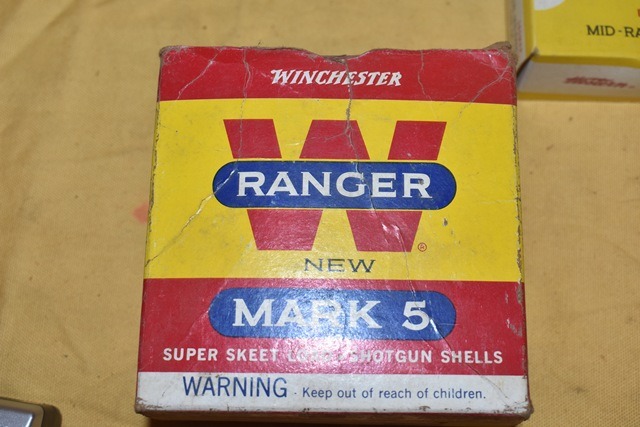 WINCHESTER
RANGER
W
®
NEW
MARK 5
SUPER SKEET SHOTGUN SHELLS
WARNING - Keep out of reach of children.
MID-RA